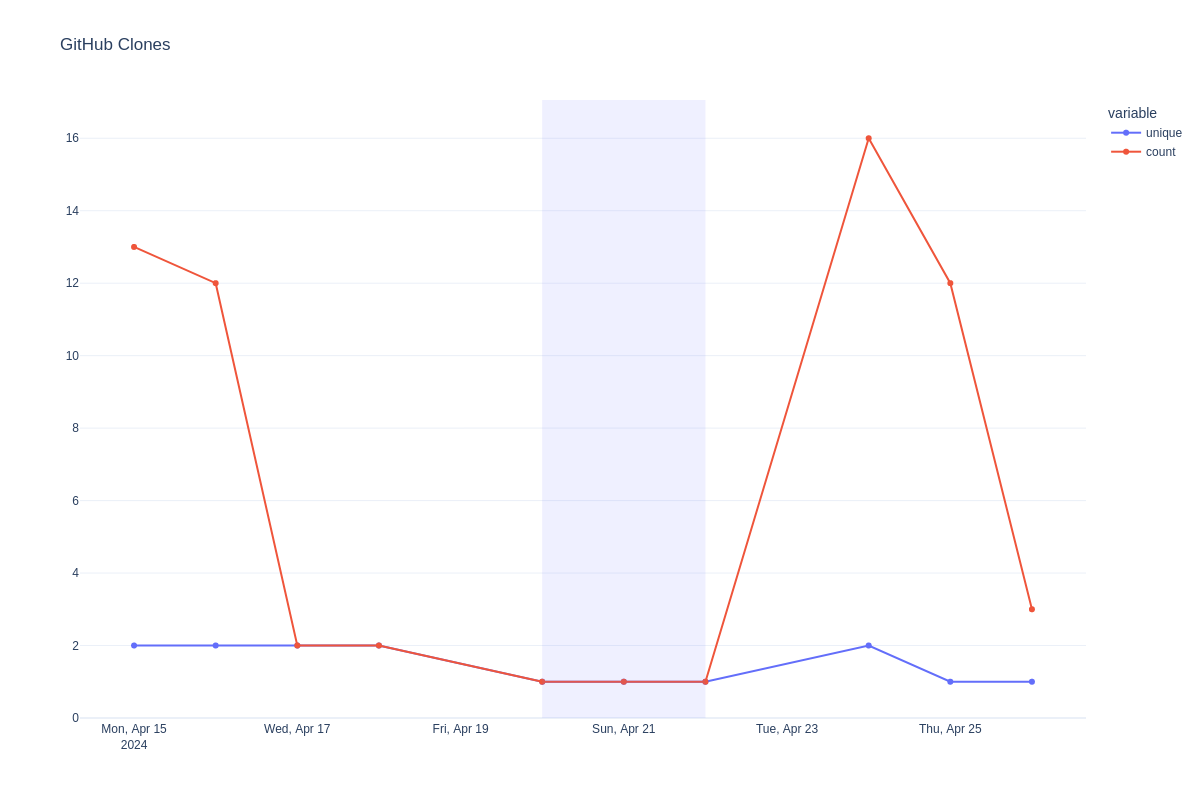 GitHub Clones
variable
unique
count
16
14
12
10
8
6
4
2
0
Mon, Apr 15
2024
Wed, Apr 17
Fri, Apr 19
Sun, Apr 21
Tue, Apr 23
Thu, Apr 25